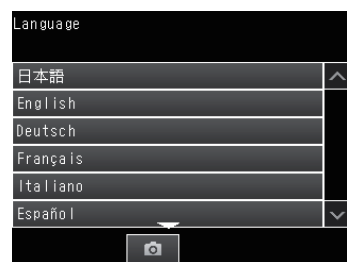 Language
日本語
English
Deutsch
Français
Italiano
Español